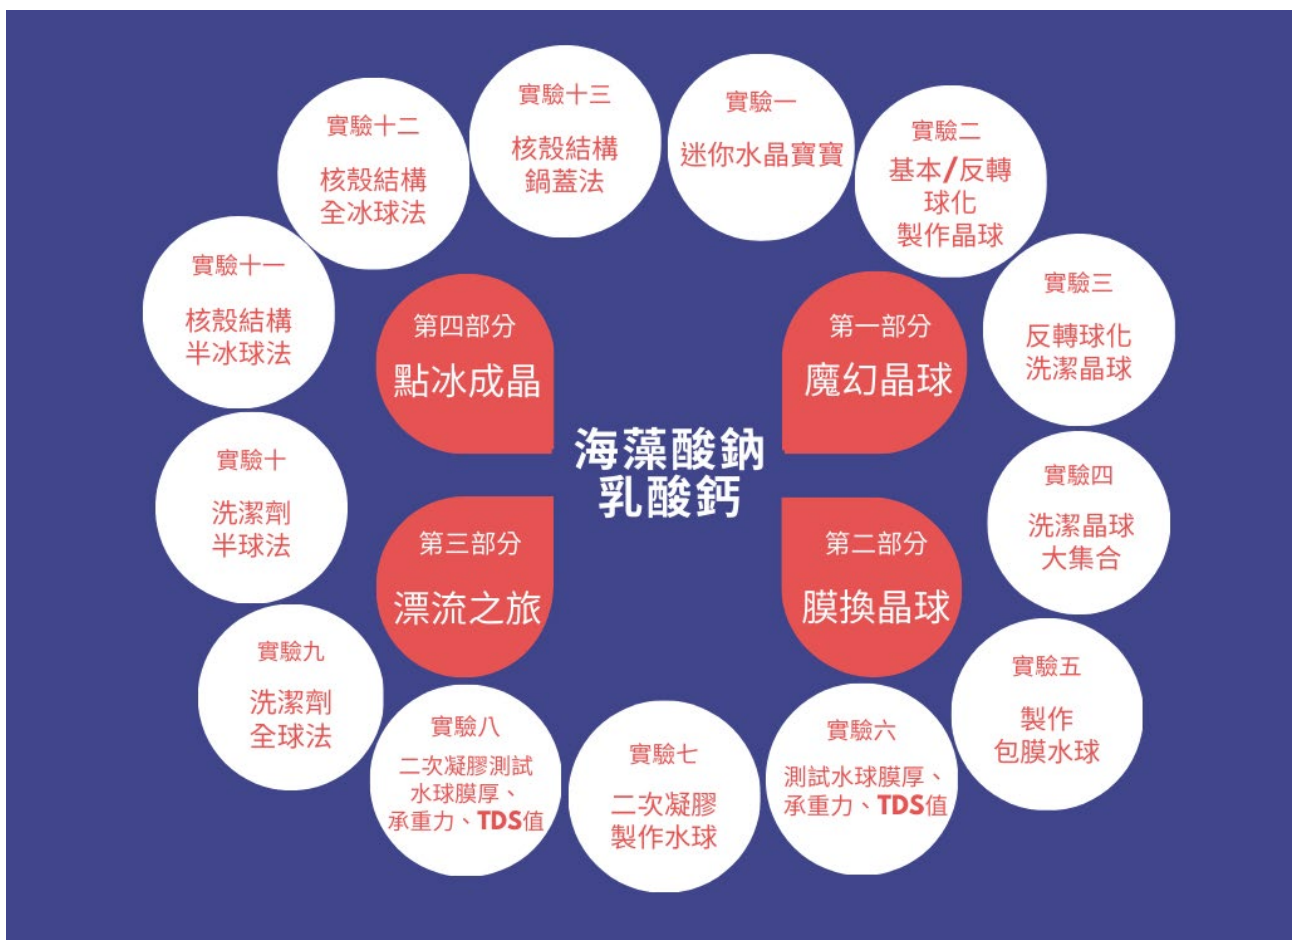 海藻酸鈉
乳酸鈣
第一部分
魔幻晶球
第二部分
膜換晶球
第三部分
漂流之旅
第四部分
點冰成晶
實驗一
迷你水晶寶寶
實驗二
基本/反轉
球化
製作晶球
實驗三
反轉球化
洗潔晶球
實驗四
洗潔晶球
大集合
實驗五
製作
包膜水球
實驗六
測試水球膜厚、
承重力、TDS值
實驗七
二次凝膠
製作水球
實驗八
二次凝膠測試
水球膜厚、
承重力、TDS值
實驗九
洗潔劑
全球法
實驗十
洗潔劑
半球法
實驗十一
核殼結構
半冰球法
實驗十二
核殼結構
全冰球法
實驗十三
核殼結構
鍋蓋法